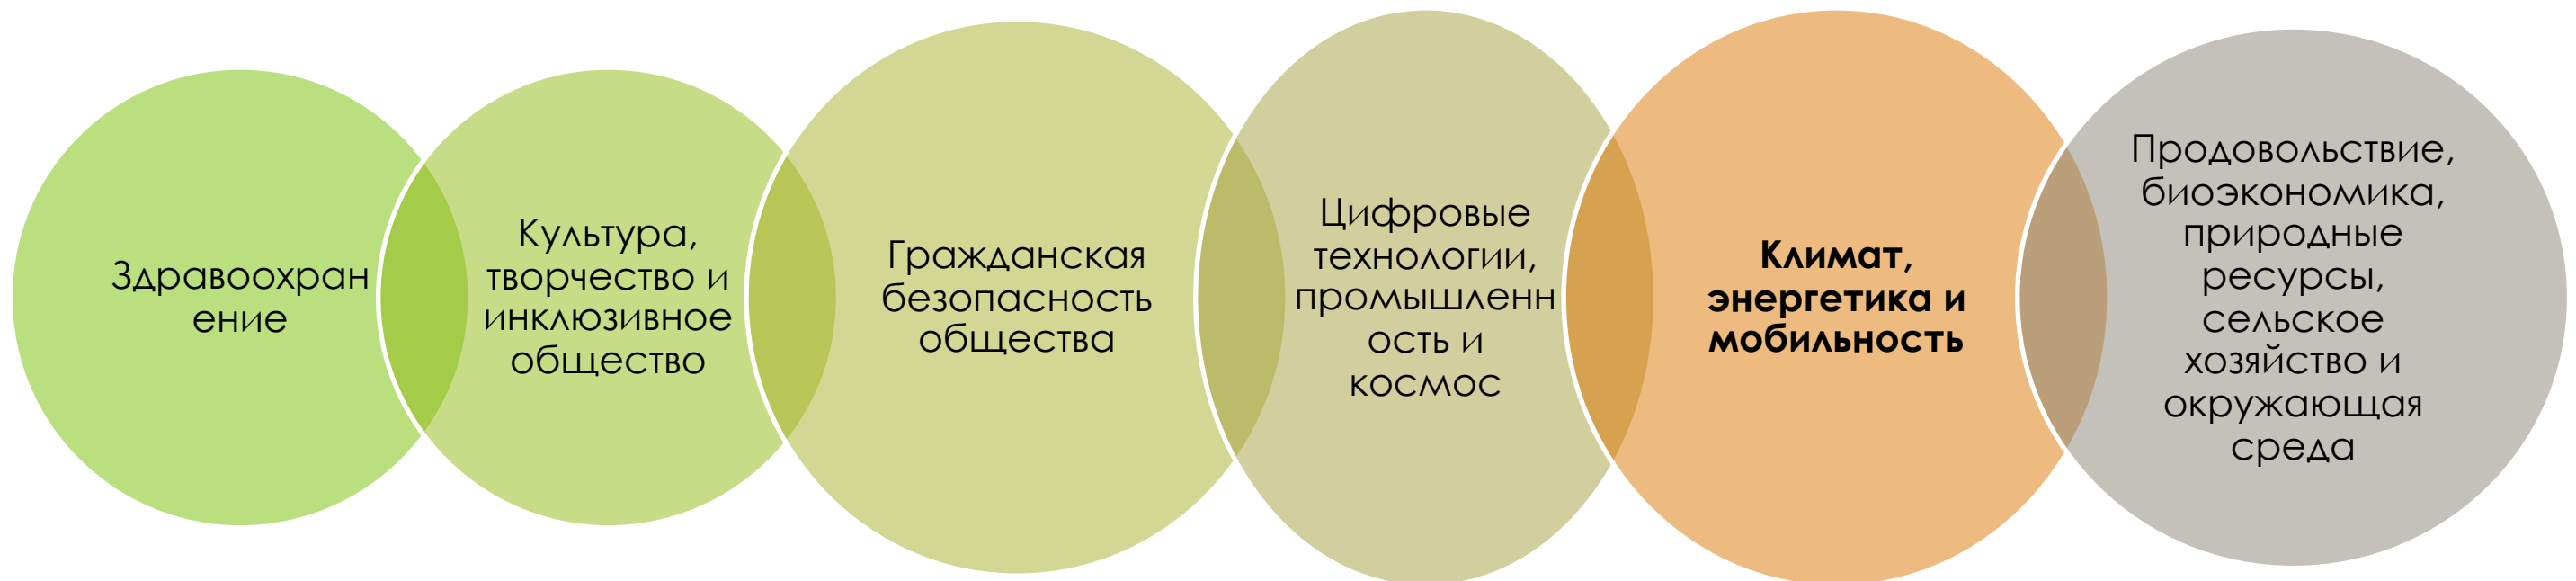 Здравоохран
ение
Культура,
творчество и
инклюзивное
общество
Гражданская
безопасность
общества
Цифровые
технологии,
промышленн
ость и
космос
Климат,
энергетика и
мобильность
Продовольствие,
биоэкономика,
природные
ресурсы,
сельское
хозяйство и
окружающая
среда